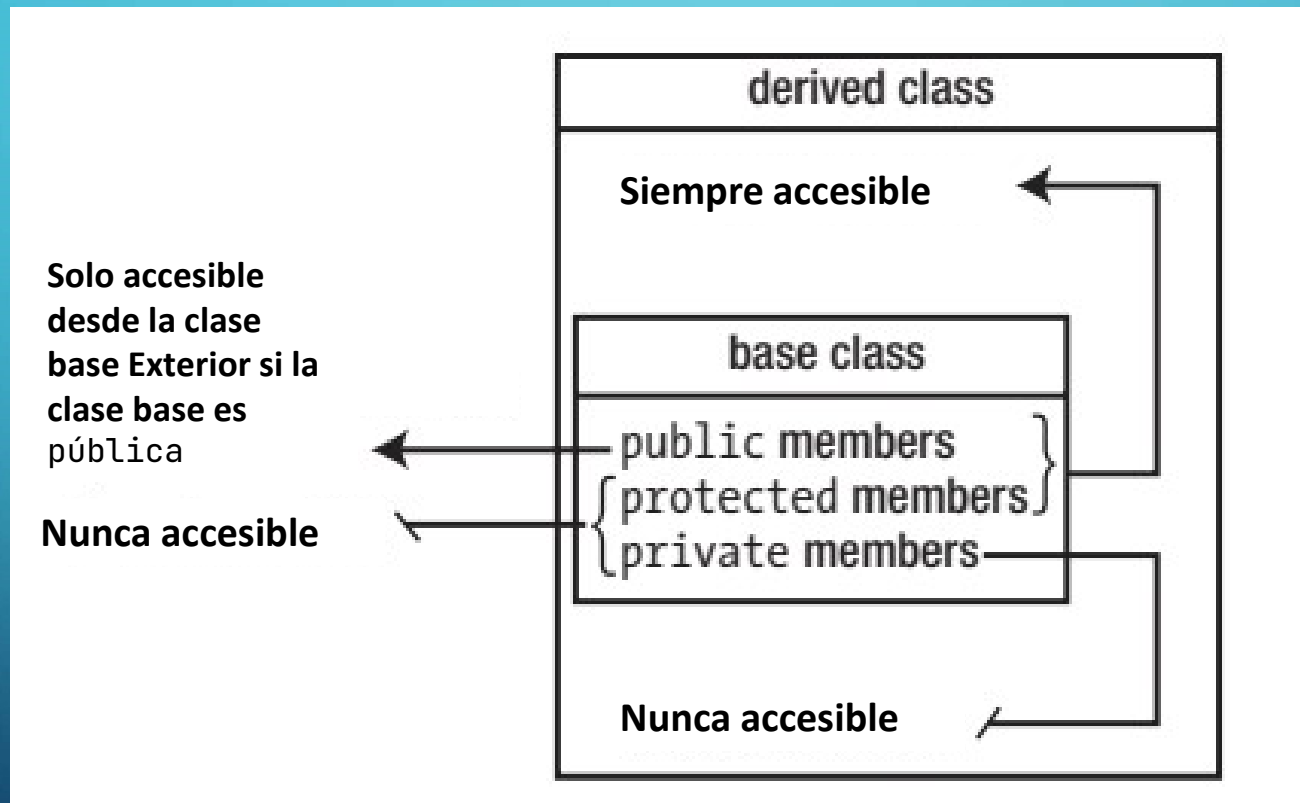 derived class
Siempre accesible
Solo accesible
desde la clase
base Exterior si la
clase base es
pública
Nunca accesible
base class
public members
protected members
private members
Nunca accesible